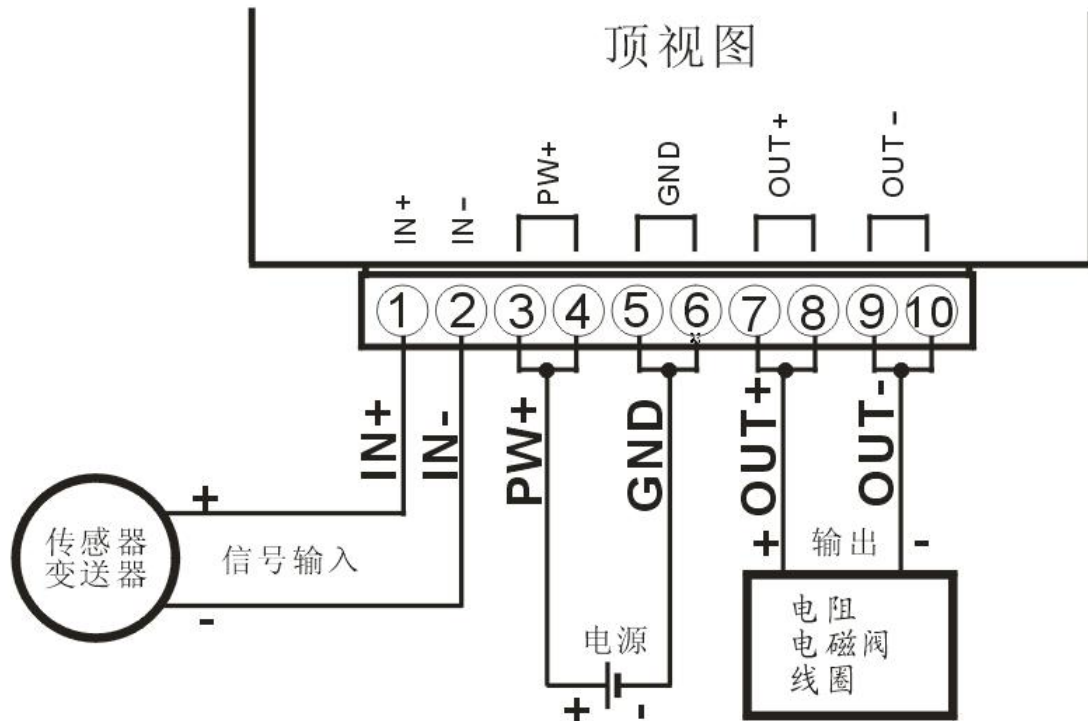 顶视图
IN+
IN-
PW+
GND
OUT+
OUT-
1 2 3 4 5 6 7 8 9 10
IN+
IN-
PW+
GND
OUT+
OUT-
+
传感器
变送器
信号输入
-
+
输出
-
电阻
电磁阀
线圈
电源
+
-